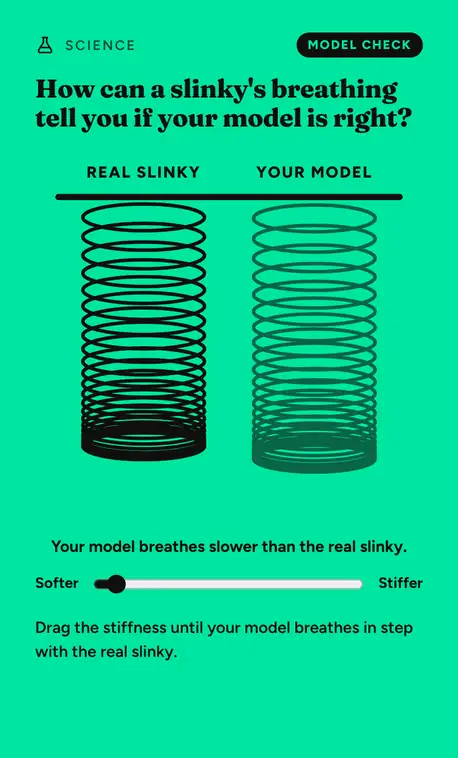 SCIENCE
MODEL CHECK
How can a slinky's breathing
tell you if your model is right?
REAL SLINKY
YOUR MODEL
Your model breathes slower than the real slinky.
Softer
Stiffer
Drag the stiffness until your model breathes in step
with the real slinky.